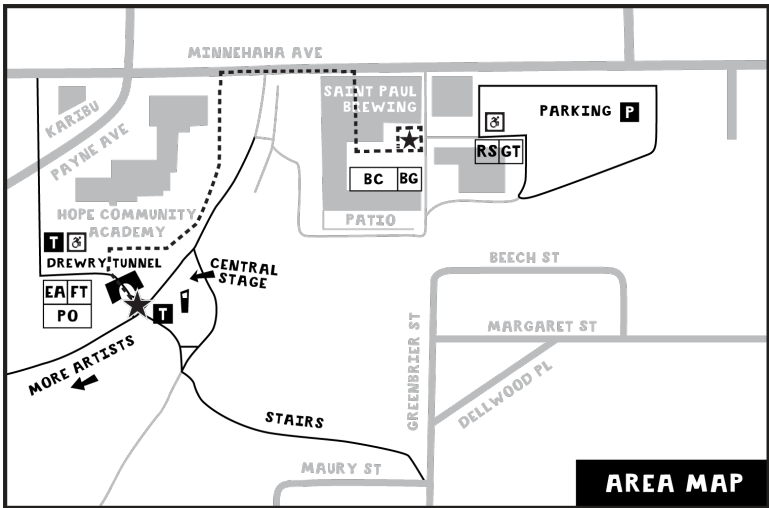 MINNEHAHA AVE
SAINT PAUL
BREWING
PARKING P
KARIBU
PAYNE AVE
RS GT
BC BG
HOPE COMMUNITY
ACADEMY
PATIO
T
DREWRY TUNNEL
CENTRAL
STAGE
BEECH ST
EA FT
PO
T
MARGARET ST
GREENBRIER ST
MORE ARTISTS
DELLWOOD PL
STAIRS
MAURY ST
AREA MAP